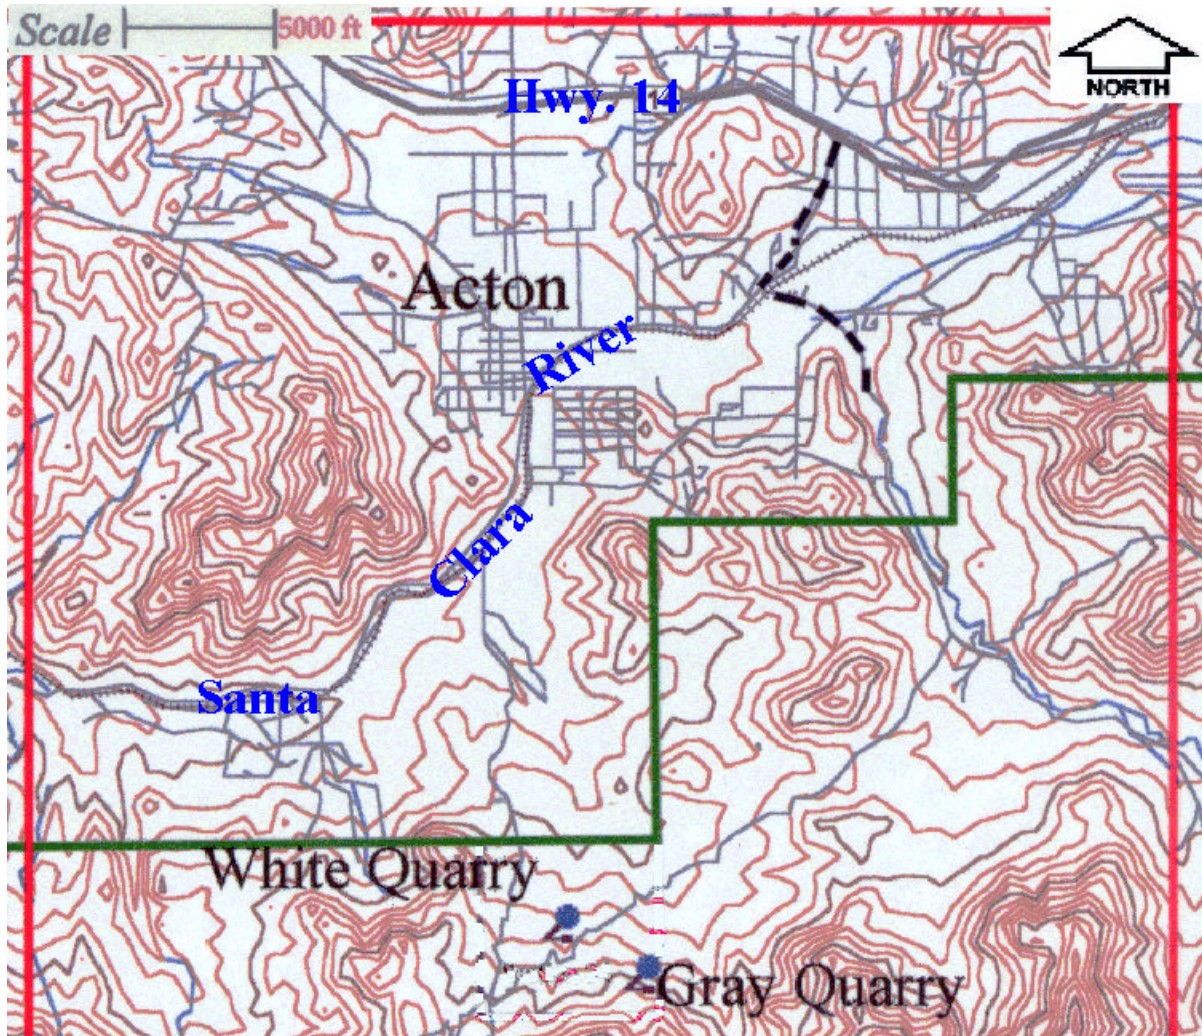 Scale 5000 ft
NORTH
Hwy. 14
Acton
River
Clara
Santa
White Quarry
Gray Quarry